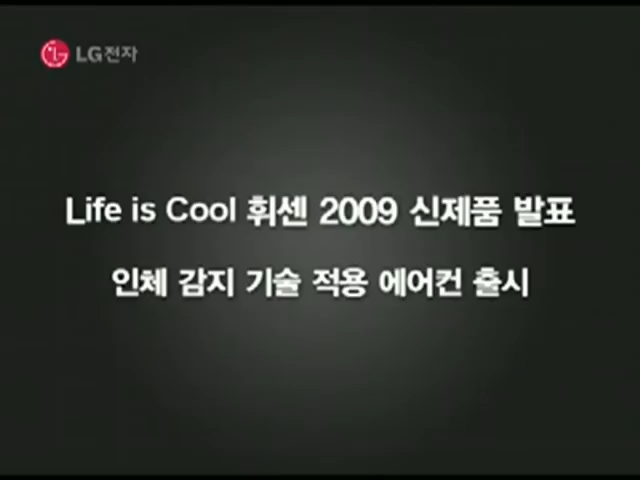 LG전자
Life is Cool 휘센 2009 신제품 발표
인체 감지 기술 적용 에어컨 출시